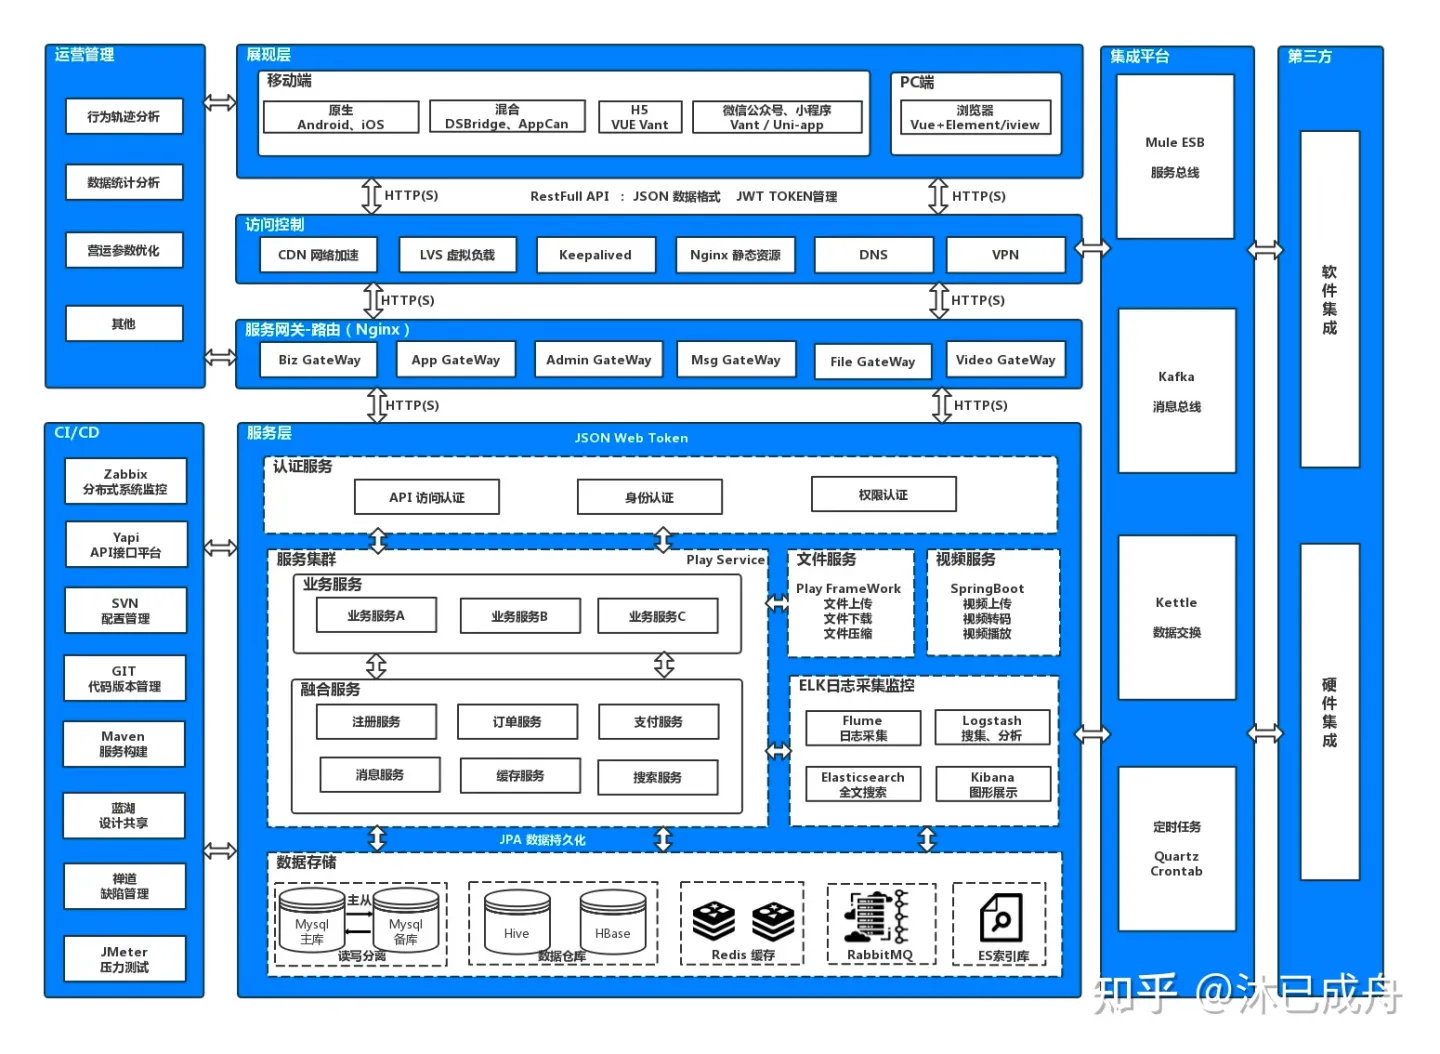 运营管理
行为轨迹分析
数据统计分析
营运参数优化
其他
展现层
移动端
原生
Android、iOS
混合
DSBridge、AppCan
H5
VUE Vant
微信公众号、小程序
Vant / Uni-app
PC端
浏览器
Vue+Element/iview
HTTP(S)
RestFull API ： JSON 数据格式 JWT TOKEN管理
HTTP(S)
访问控制
CDN 网络加速
LVS 虚拟负载
Keepalived
Nginx 静态资源
DNS
VPN
HTTP(S)
HTTP(S)
服务网关-路由（Nginx）
Biz GateWay
App GateWay
Admin GateWay
Msg GateWay
File GateWay
Video GateWay
HTTP(S)
HTTP(S)
CI/CD
Zabbix
分布式系统监控
Yapi
API接口平台
SVN
配置管理
GIT
代码版本管理
Maven
服务构建
蓝湖
设计共享
禅道
缺陷管理
JMeter
压力测试
服务层
JSON Web Token
认证服务
API 访问认证
身份认证
权限认证
服务集群
Play Service
业务服务
业务服务A
业务服务B
业务服务C
融合服务
注册服务
订单服务
支付服务
消息服务
缓存服务
搜索服务
文件服务
Play FrameWork
文件上传
文件下载
文件压缩
视频服务
SpringBoot
视频上传
视频转码
视频播放
ELK日志采集监控
Flume
日志采集
Logstash
搜集、分析
Elasticsearch
全文搜索
Kibana
图形展示
JPA 数据持久化
数据存储
Mysql
主库
主从
Mysql
备库
读写分离
Hive
HBase
数据仓库
Redis 缓存
RabbitMQ
ES索引库
集成平台
Mule ESB
服务总线
Kafka
消息总线
Kettle
数据交换
定时任务
Quartz
Crontab
第三方
软件集成
硬件集成
知乎 @沐已成舟